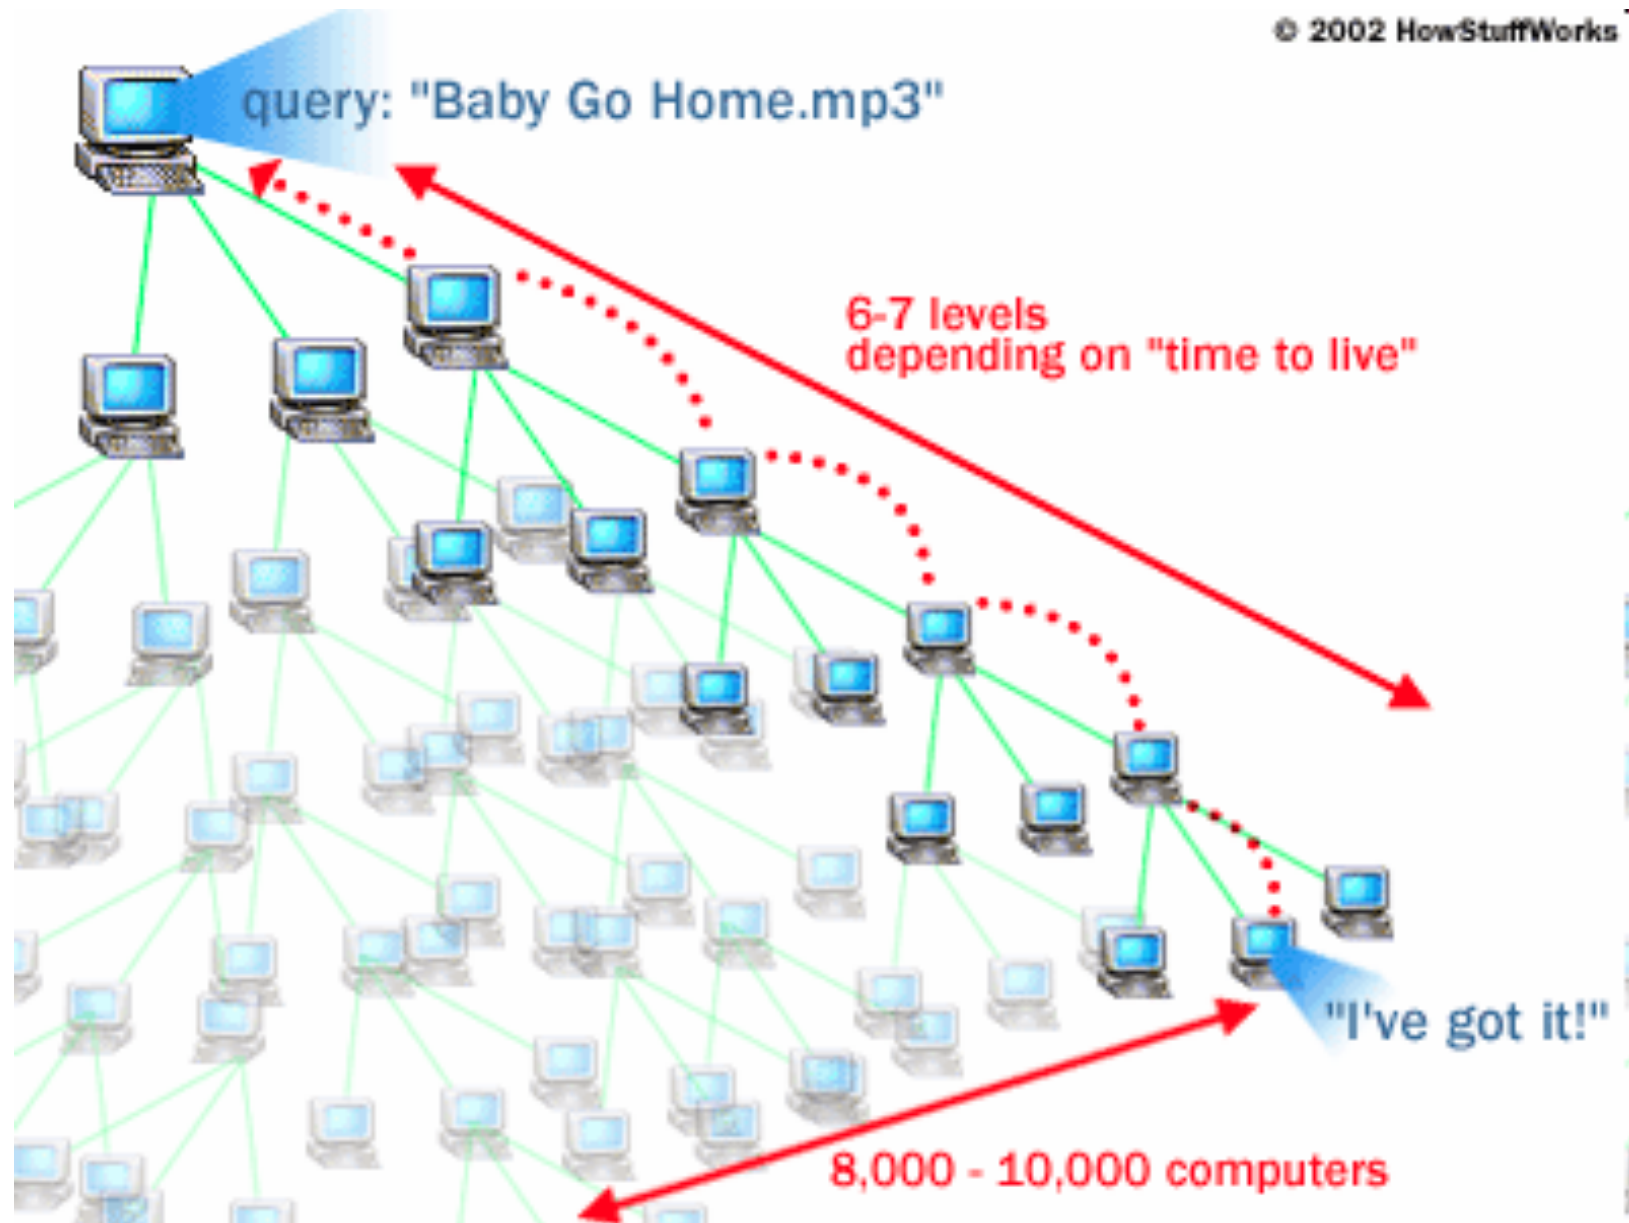 © 2002 HowStuffWorks
query: "Baby Go Home.mp3"
6-7 levels
depending on "time to live"
"I've got it!"
8,000 - 10,000 computers